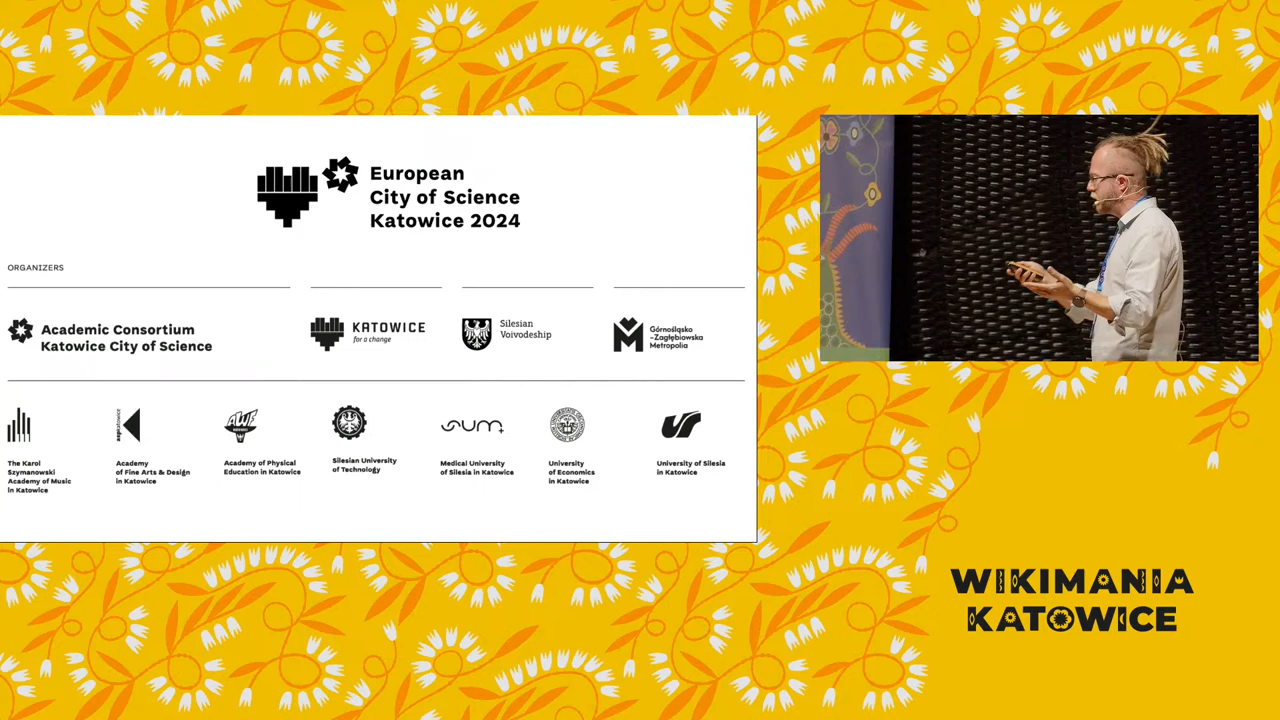 European
City of Science
Katowice 2024
ORGANIZERS
Academic Consortium
Katowice City of Science
KATOWICE
for a change
Silesian
Voivodeship
Górnośląsko
-Zagłębiowska
Metropolia
aspkatowice
AWF
KATOWICE
sum
The Karol
Szymanowski
Academy of Music
in Katowice
Academy
of Fine Arts & Design
in Katowice
Academy of Physical
Education in Katowice
Silesian University
of Technology
Medical University
of Silesia in Katowice
University
of Economics
in Katowice
University of Silesia
in Katowice
WIKIMANIA
KATOWICE